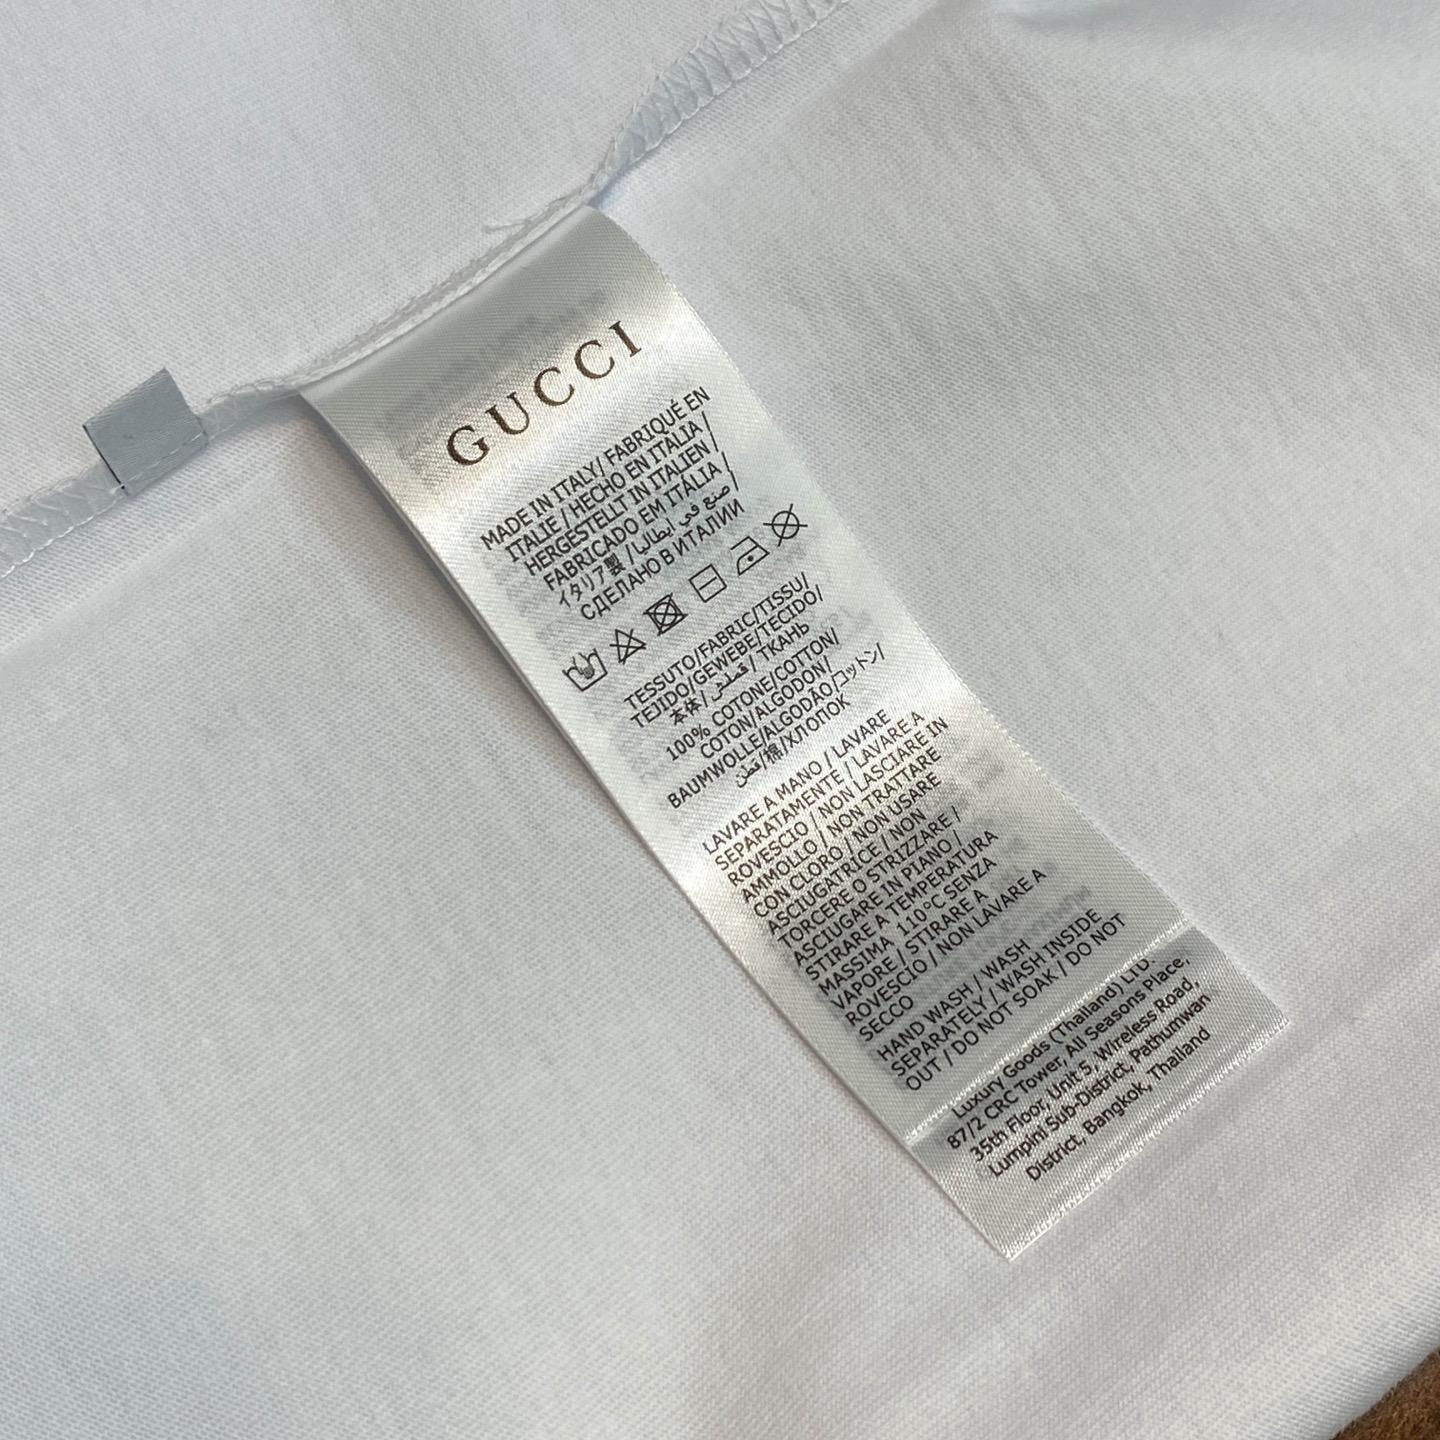 GUCCI
MADE IN ITALY/ FABRIQUÉ EN
ITALIE / HECHO EN ITALIA /
HERGESTELLT IN ITALIEN /
FABRICADO EM ITÁLIA /
イタリア製 / صنع في ايطاليا /
СДЕЛАНО В ИТАЛИИ
TESSUTO/FABRIC/TISSU/
TEJIDO/GEWEBE/TECIDO/
本体/ قماش / ТКАНЬ
100% COTONE/COTTON/
COTON/ALGODON/
BAUMWOLLE/ALGODÃO/コットン/
قطن/棉/ХЛОПОК
LAVARE A MANO / LAVARE
SEPARATAMENTE / LAVARE A
ROVESCIO / NON LASCIARE IN
AMMOLLO / NON TRATTARE
CON CLORO / NON USARE
ASCIUGATRICE / NON
TORCERE O STRIZZARE /
ASCIUGARE IN PIANO /
STIRARE A TEMPERATURA
MASSIMA 110°C SENZA
VAPORE / STIRARE A
ROVESCIO / NON LAVARE A
SECCO
HAND WASH / WASH
SEPARATELY / WASH INSIDE
OUT / DO NOT SOAK / DO NOT
Luxury Goods (Thailand) LTD.
87/2 CRC Tower, All Seasons Place,
35th Floor, Unit 5, Wireless Road,
Lumpini Sub-District, Pathumwan
District, Bangkok, Thailand